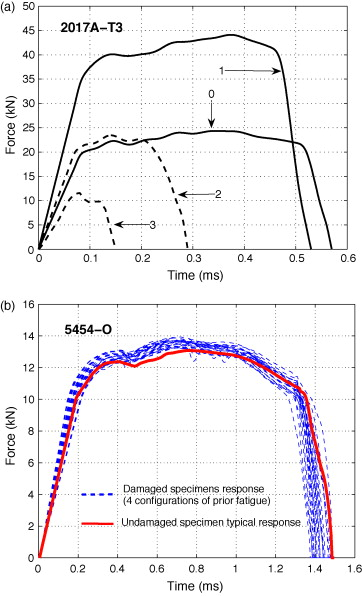 (a)
2017A−T3
50
45
40
35
30
25
20
15
10
5
0
Force (kN)
1
0
2
3
0 0.1 0.2 0.3 0.4 0.5 0.6
Time (ms)
(b)
5454−O
16
14
12
10
8
6
4
2
0
Force (kN)
Damaged specimens response
(4 configurations of prior fatigue)
Undamaged specimen typical response
0 0.2 0.4 0.6 0.8 1 1.2 1.4 1.6
Time (ms)